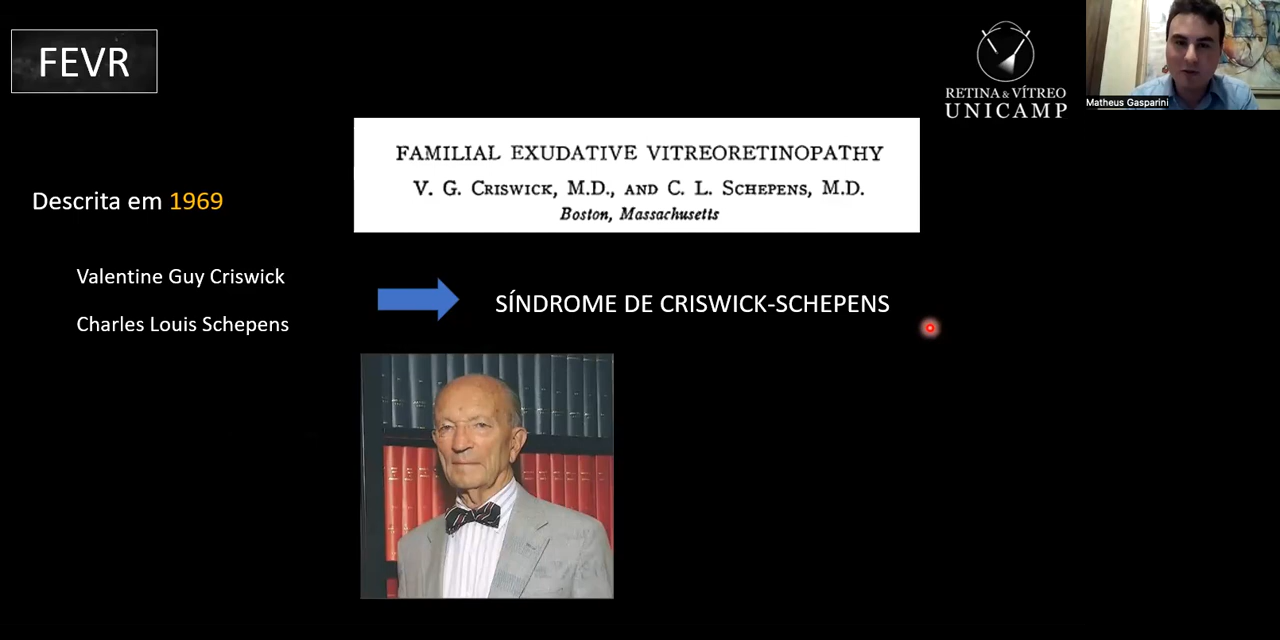 FEVR
RETINA & VÍTREO
UNICAMP
Matheus Gasparini
FAMILIAL EXUDATIVE VITREORETINOPATHY
V. G. CRISWICK, M.D., AND C. L. SCHEPENS, M.D.
Boston, Massachusetts
Descrita em 1969
Valentine Guy Criswick
Charles Louis Schepens
SÍNDROME DE CRISWICK-SCHEPENS